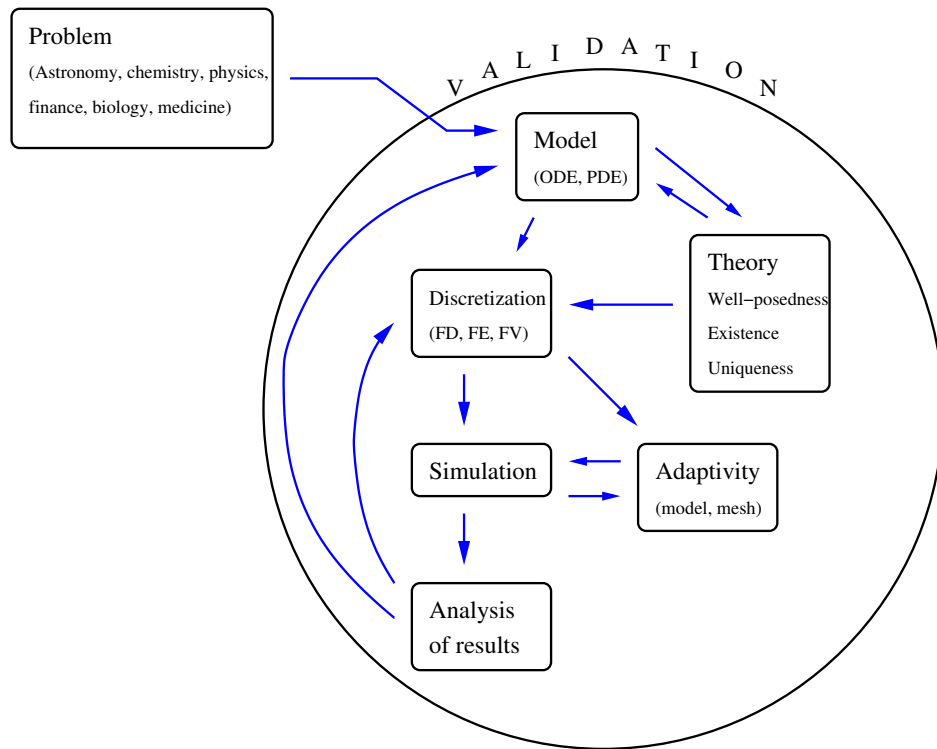 Problem
(Astronomy, chemistry, physics,
finance, biology, medicine)
VALIDATION
Model
(ODE, PDE)
Theory
Well−posedness
Existence
Uniqueness
Discretization
(FD, FE, FV)
Simulation
Adaptivity
(model, mesh)
Analysis
of results